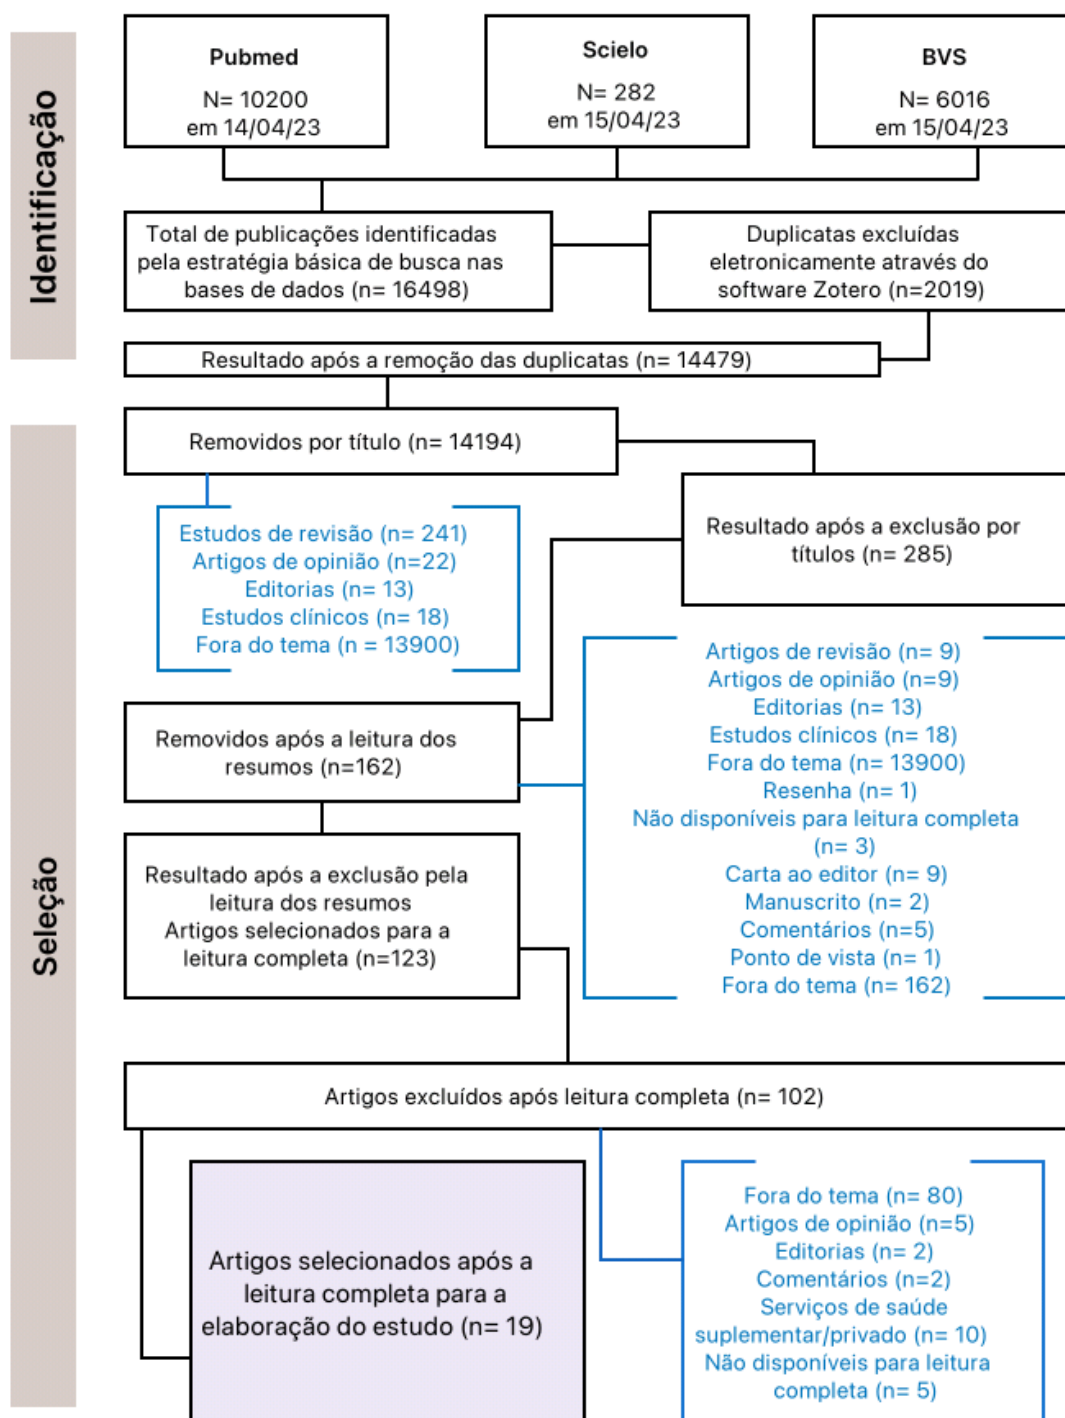 Identificação
Pubmed
N= 10200
em 14/04/23
Scielo
N= 282
em 15/04/23
BVS
N= 6016
em 15/04/23
Total de publicações identificadas
pela estratégia básica de busca nas
bases de dados (n= 16498)
Duplicatas excluídas
eletronicamente através do
software Zotero (n=2019)
Resultado após a remoção das duplicatas (n= 14479)
Seleção
Removidos por título (n= 14194)
Estudos de revisão (n= 241)
Artigos de opinião (n=22)
Editorias (n= 13)
Estudos clínicos (n= 18)
Fora do tema (n = 13900)
Resultado após a exclusão por
títulos (n= 285)
Removidos após a leitura dos
resumos (n=162)
Artigos de revisão (n= 9)
Artigos de opinião (n=9)
Editorias (n= 13)
Estudos clínicos (n= 18)
Fora do tema (n= 13900)
Resenha (n= 1)
Não disponíveis para leitura completa
(n= 3)
Carta ao editor (n= 9)
Manuscrito (n= 2)
Comentários (n=5)
Ponto de vista (n= 1)
Fora do tema (n= 162)
Resultado após a exclusão pela
leitura dos resumos
Artigos selecionados para a
leitura completa (n=123)
Artigos excluídos após leitura completa (n= 102)
Artigos selecionados após a
leitura completa para a
elaboração do estudo (n= 19)
Fora do tema (n= 80)
Artigos de opinião (n=5)
Editorias (n= 2)
Comentários (n=2)
Serviços de saúde
suplementar/privado (n= 10)
Não disponíveis para leitura
completa (n= 5)